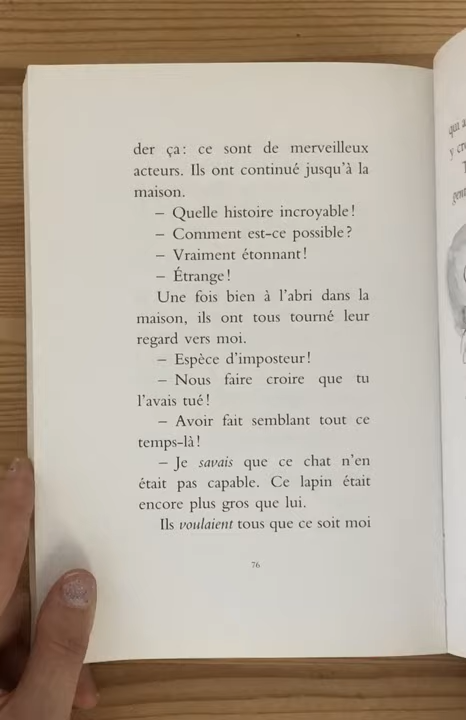 der ça : ce sont de merveilleux
acteurs. Ils ont continué jusqu'à la
maison.
– Quelle histoire incroyable !
– Comment est-ce possible ?
– Vraiment étonnant !
– Étrange !
Une fois bien à l'abri dans la
maison, ils ont tous tourné leur
regard vers moi.
– Espèce d'imposteur !
– Nous faire croire que tu
l'avais tué !
– Avoir fait semblant tout ce
temps-là !
– Je savais que ce chat n'en
était pas capable. Ce lapin était
encore plus gros que lui.
Ils voulaient tous que ce soit moi
76